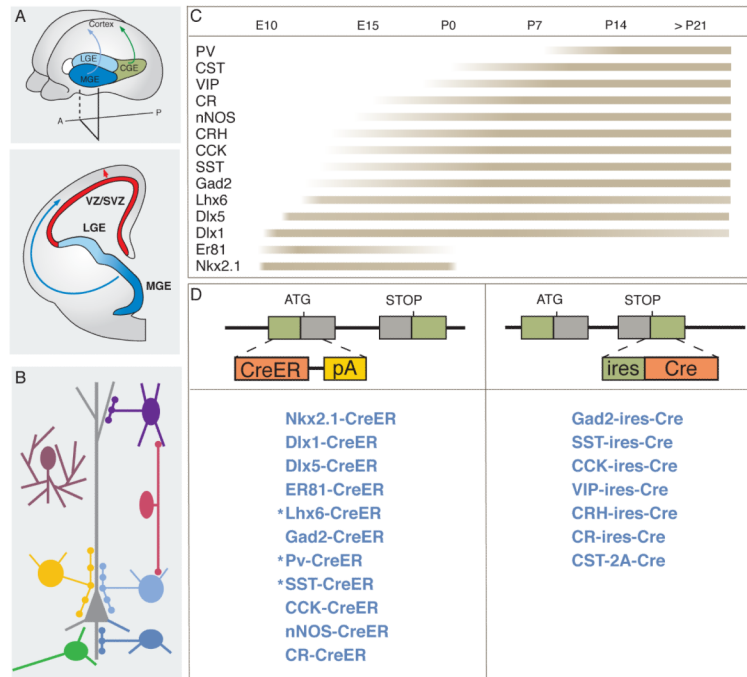 A
Cortex
LGE
CGE
MGE
A
P
VZ/SVZ
LGE
MGE
B
C
E10 E15 P0 P7 P14 > P21
PV
CST
VIP
CR
nNOS
CRH
CCK
SST
Gad2
Lhx6
Dlx5
Dlx1
Er81
Nkx2.1
D
ATG STOP
CreER pA
Nkx2.1-CreER
Dlx1-CreER
Dlx5-CreER
ER81-CreER
*Lhx6-CreER
Gad2-CreER
*Pv-CreER
*SST-CreER
CCK-CreER
nNOS-CreER
CR-CreER
ATG STOP
ires Cre
Gad2-ires-Cre
SST-ires-Cre
CCK-ires-Cre
VIP-ires-Cre
CRH-ires-Cre
CR-ires-Cre
CST-2A-Cre